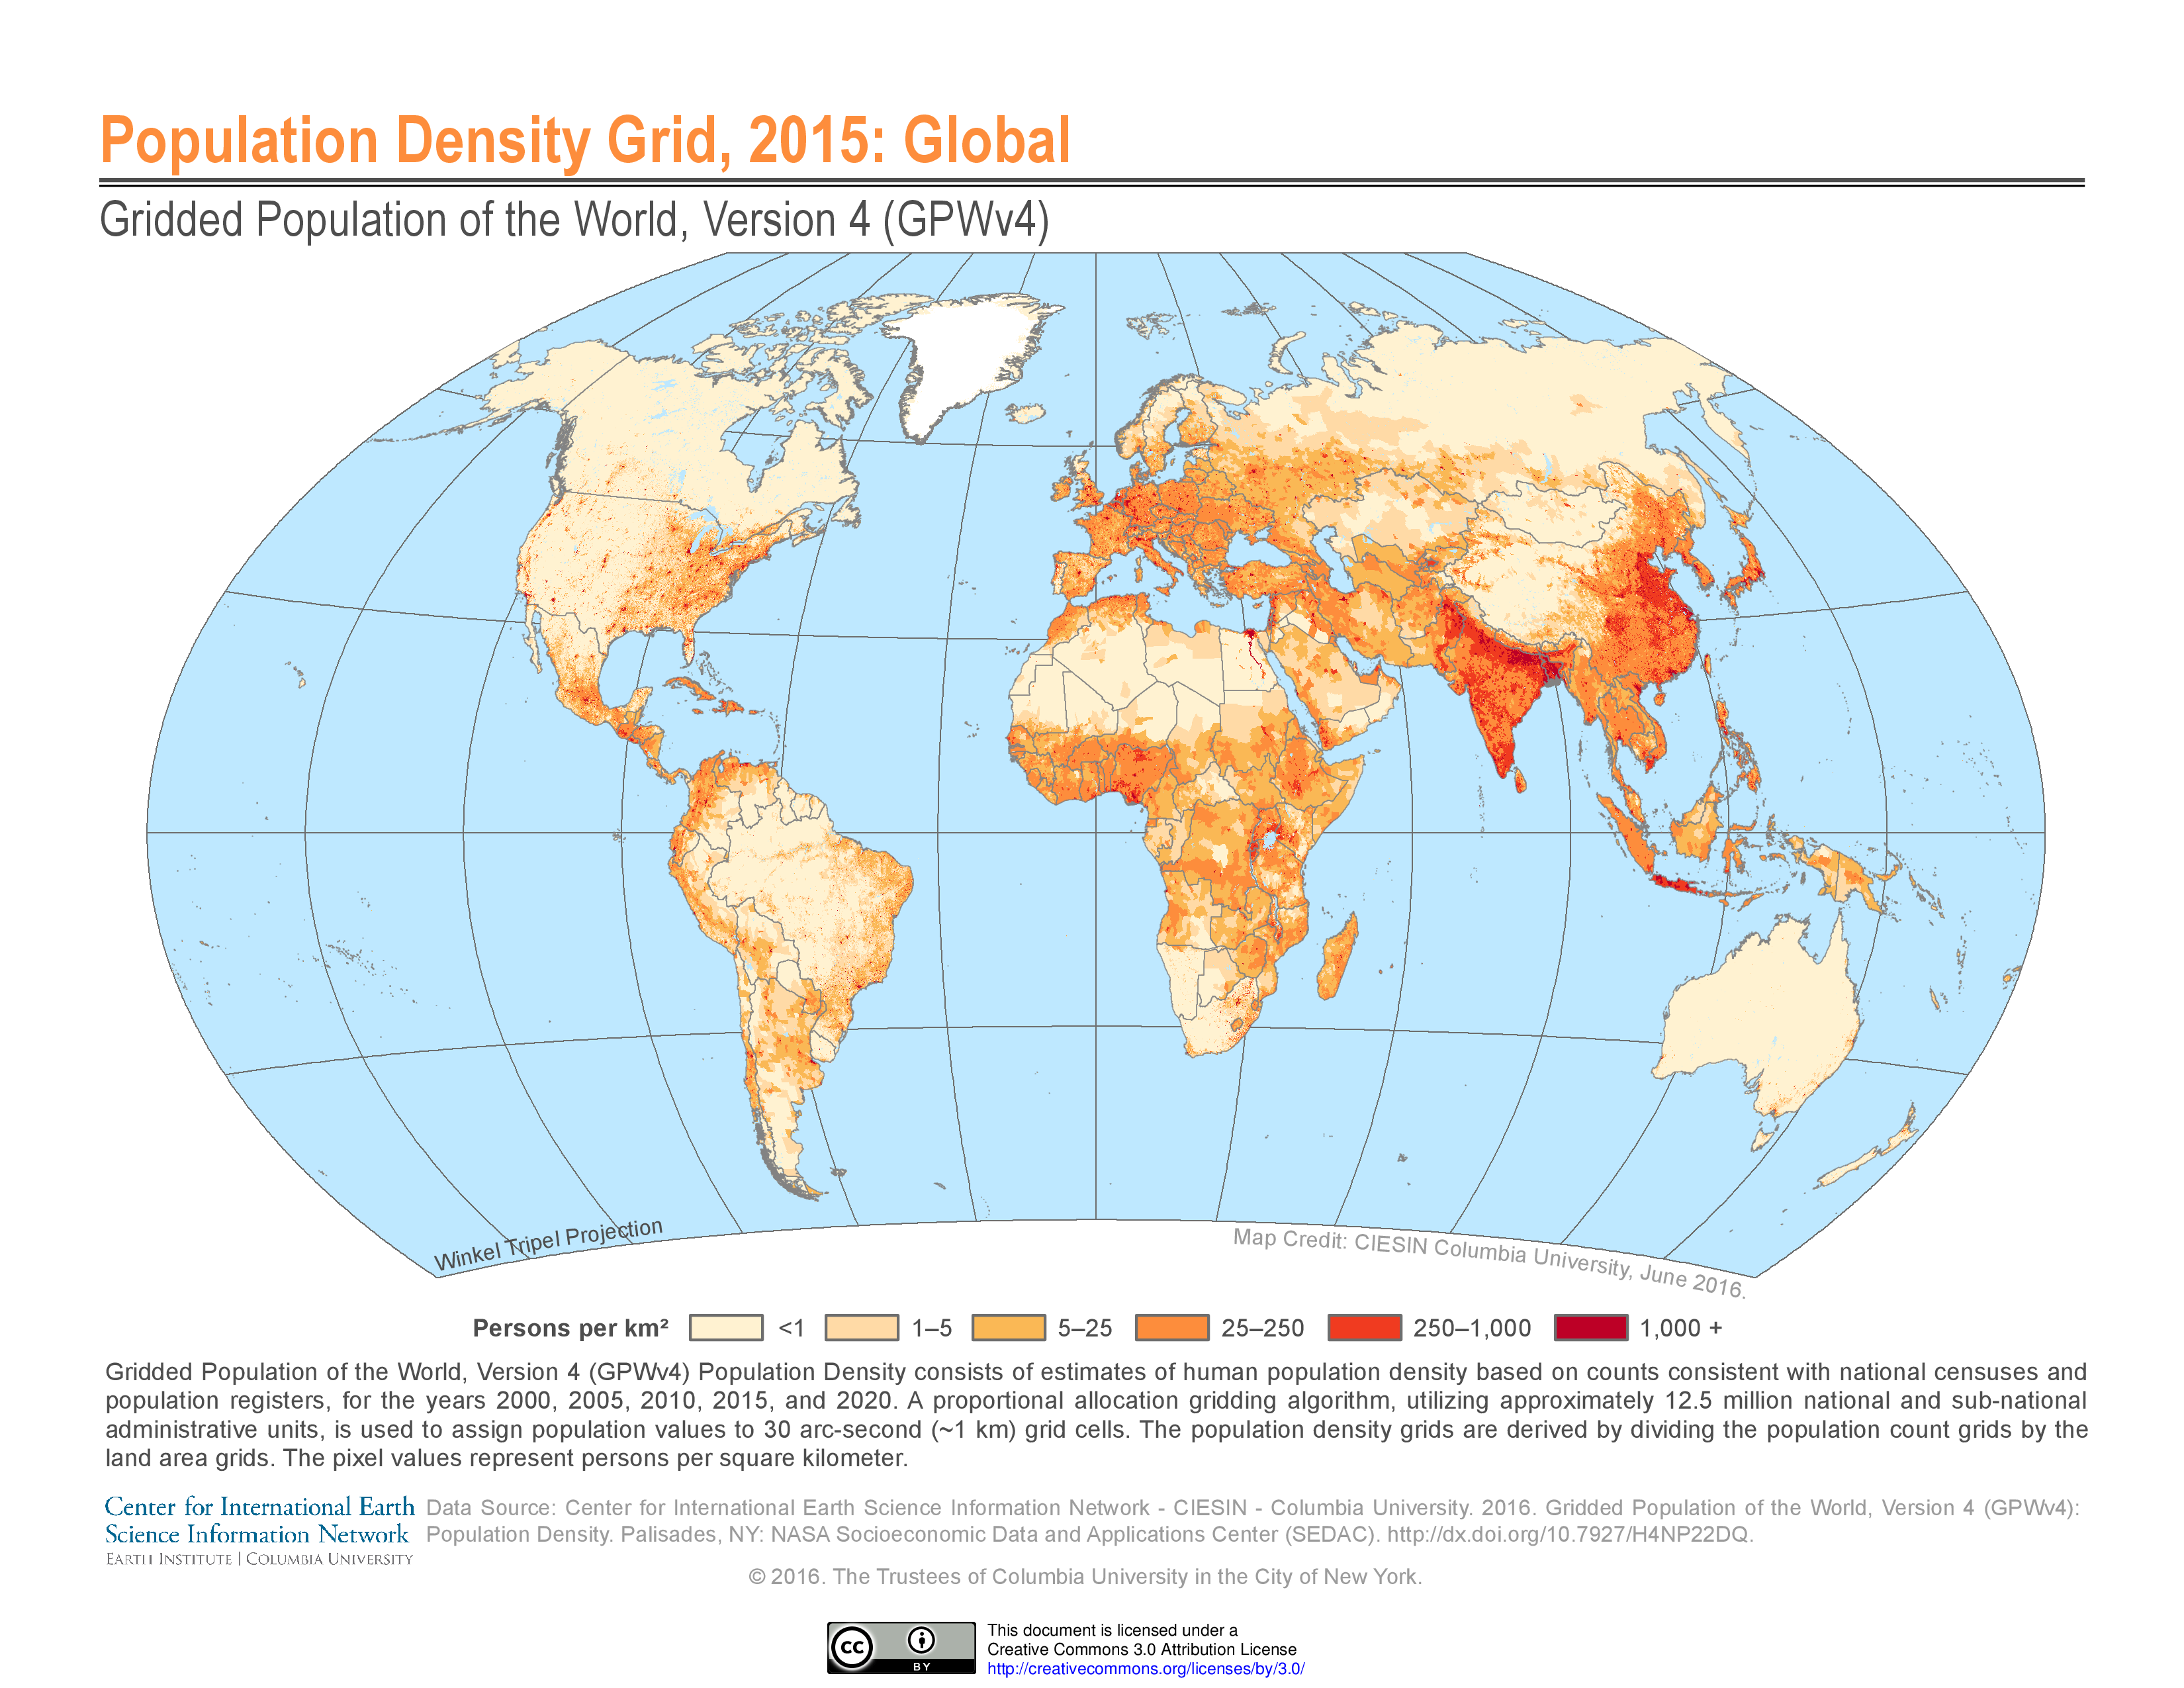 Population Density Grid, 2015: Global
Gridded Population of the World, Version 4 (GPWv4)
Winkel Tripel Projection
Map Credit: CIESIN Columbia University, June 2016.
Persons per km² <1 1–5 5–25 25–250 250–1,000 1,000 +
Gridded Population of the World, Version 4 (GPWv4) Population Density consists of estimates of human population density based on counts consistent with national censuses and
population registers, for the years 2000, 2005, 2010, 2015, and 2020. A proportional allocation gridding algorithm, utilizing approximately 12.5 million national and sub-national
administrative units, is used to assign population values to 30 arc-second (~1 km) grid cells. The population density grids are derived by dividing the population count grids by the
land area grids. The pixel values represent persons per square kilometer.
Center for International Earth
Science Information Network
EARTH INSTITUTE | COLUMBIA UNIVERSITY
Data Source: Center for International Earth Science Information Network - CIESIN - Columbia University. 2016. Gridded Population of the World, Version 4 (GPWv4):
Population Density. Palisades, NY: NASA Socioeconomic Data and Applications Center (SEDAC). http://dx.doi.org/10.7927/H4NP22DQ.
© 2016. The Trustees of Columbia University in the City of New York.
cc
BY
This document is licensed under a
Creative Commons 3.0 Attribution License
http://creativecommons.org/licenses/by/3.0/